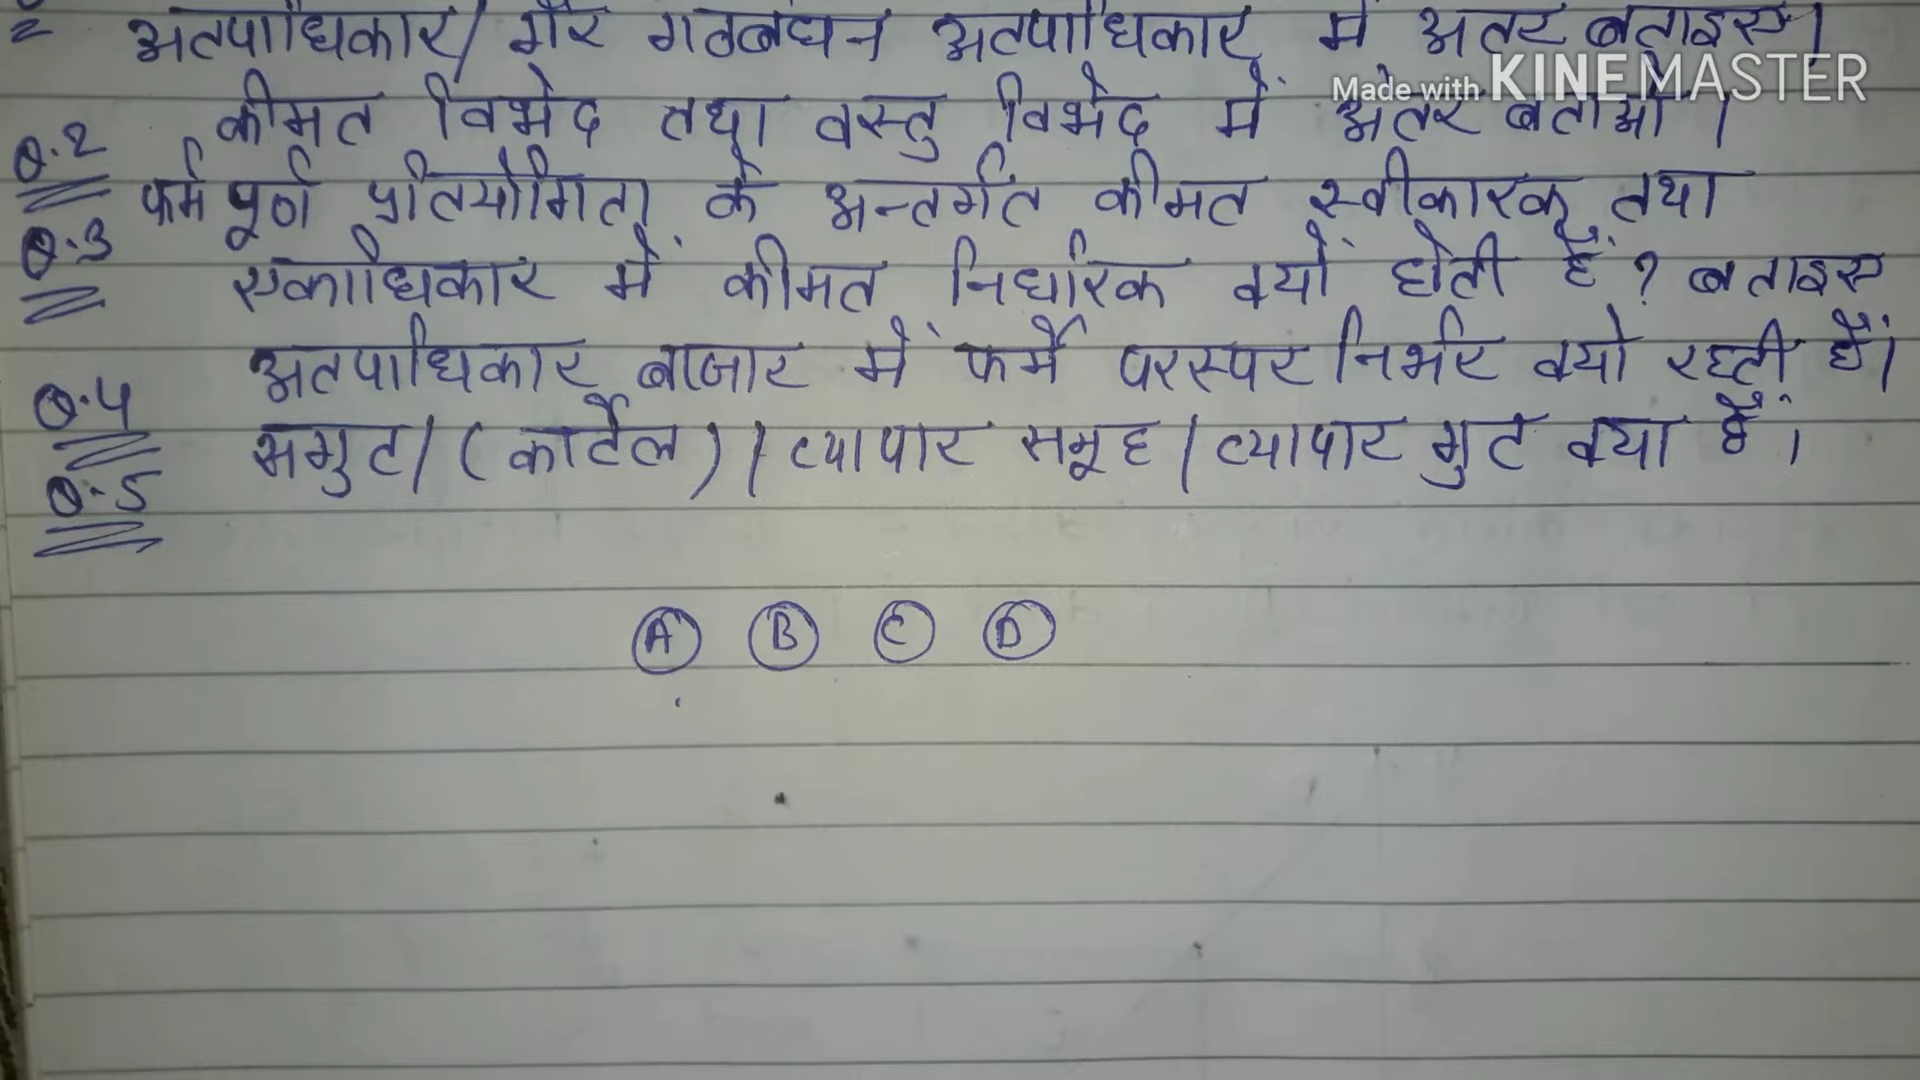 अल्पाधिकार/ गैर गठबंधन अल्पाधिकार में अंतर बताइए।
Made with KINEMASTER
Q.2 कीमत विभेद तथा वस्तु विभेद में अंतर बताओ।
Q.3 फर्म पूर्ण प्रतियोगिता के अन्तर्गत कीमत स्वीकारक तथा
एकाधिकार में कीमत निर्धारक क्यों होती हैं? बताइए
Q.4 अल्पाधिकार बाजार में फर्में परस्पर निर्भर क्यो रहती हैं।
Q.5 समुट/(कार्टेल)/व्यापार समूह/व्यापार गुट क्या हैं।
A B C D